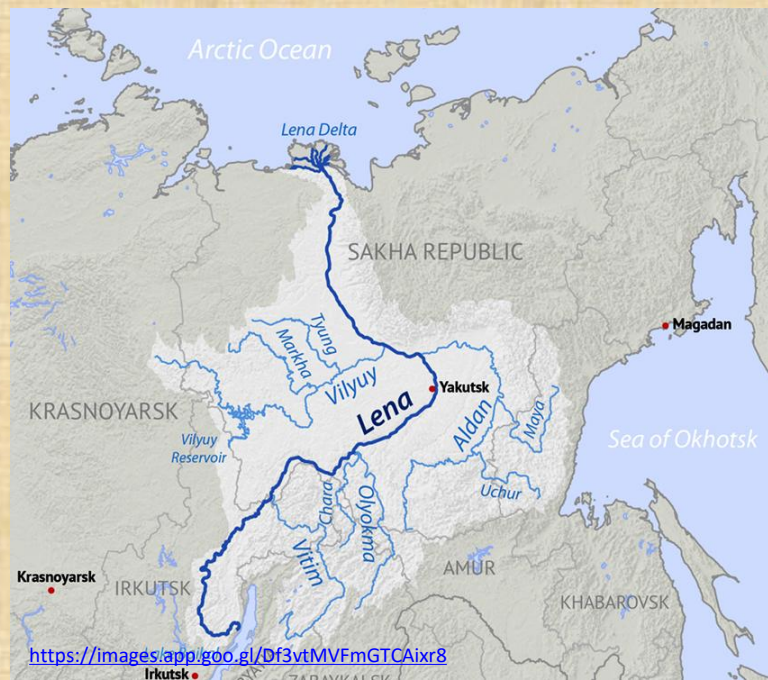 Arctic Ocean
Lena Delta
SAKHA REPUBLIC
Magadan
Tyung
Markha
Vilyuy
Lena
Yakutsk
KRASNOYARSK
Aldan
Maya
Sea of Okhotsk
Vilyuy
Reservoir
Chara
Olyokma
Uchur
Vitim
AMUR
Krasnoyarsk
IRKUTSK
KHABAROVSK
https://images.app.goo.gl/Df3vtMVFmGTCAixr8
Irkutsk